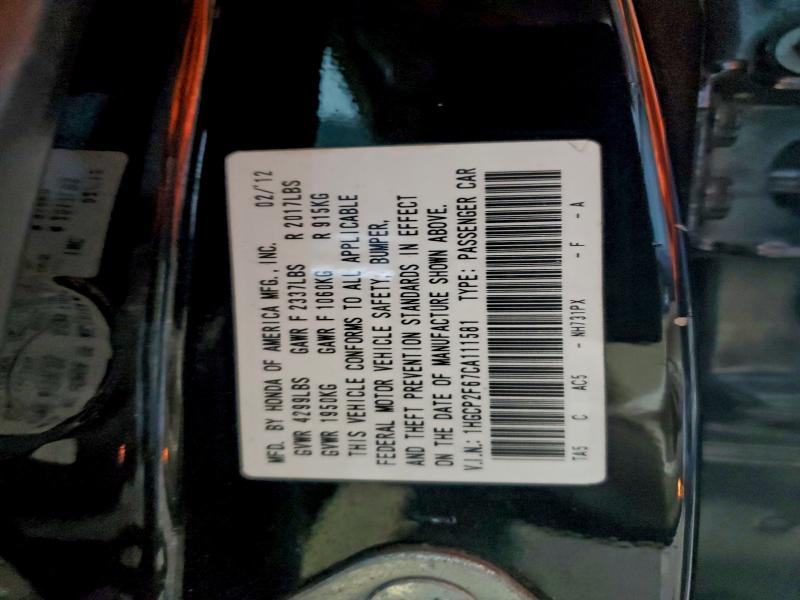 MFD. BY HONDA OF AMERICA MFG., INC. 02/'12
GVWR 4299LBS GAWR F 2337LBS R 2017LBS
GVWR 1950KG GAWR F 1060KG R 915KG
THIS VEHICLE CONFORMS TO ALL APPLICABLE
FEDERAL MOTOR VEHICLE SAFETY, BUMPER,
AND THEFT PREVENTION STANDARDS IN EFFECT
ON THE DATE OF MANUFACTURE SHOWN ABOVE.
V.I.N.: 1HGCP2F67CA111581 TYPE: PASSENGER CAR
TA5 C AC5 - NH731PX - F - A